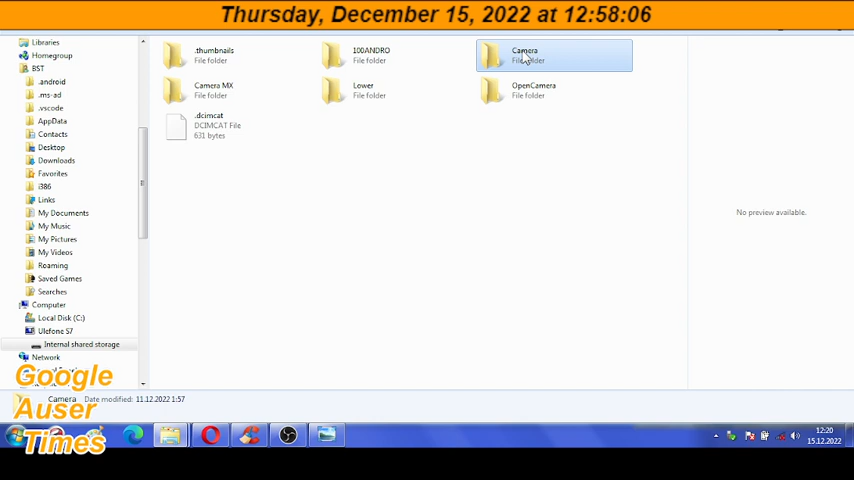 Thursday, December 15, 2022 at 12:58:06
Libraries
Homegroup
BST
.android
.ms-ad
.vscode
AppData
Contacts
Desktop
Downloads
Favorites
i386
Links
My Documents
My Music
My Pictures
My Videos
Roaming
Saved Games
Searches
Computer
Local Disk (C:)
Ulefone S7
Internal shared storage
Network
.thumbnails
File folder
100ANDRO
File folder
Camera
File folder
Camera MX
File folder
Lower
File folder
OpenCamera
File folder
.dcimcat
DCIMCAT File
631 bytes
No preview available.
Google
Auser
Times
Camera
Date modified: 11.12.2022 1:57
12:20
15.12.2022